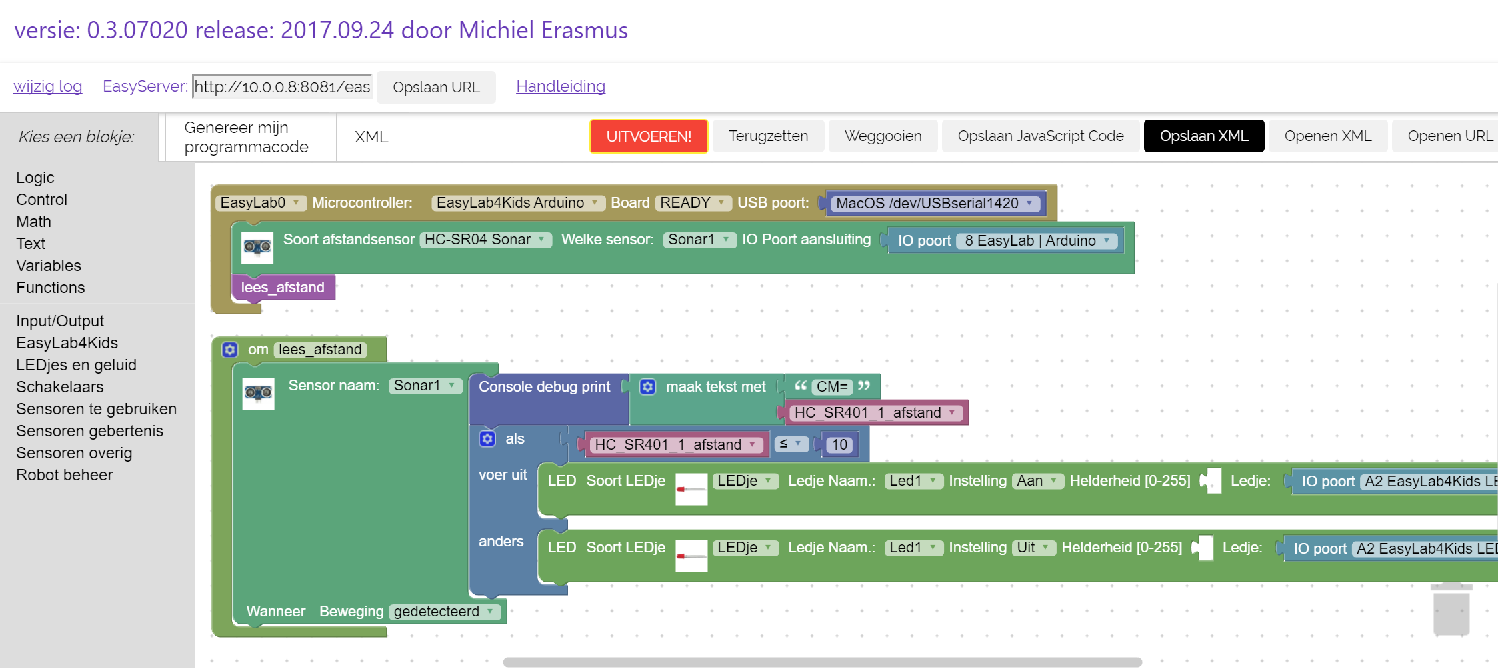 versie: 0.3.07020 release: 2017.09.24 door Michiel Erasmus
wijzig log EasyServer: http://10.0.0.8:8081/eas Opslaan URL Handleiding
Kies een blokje:
Genereer mijn
programmacode
XML
UITVOEREN! Terugzetten Weggooien Opslaan JavaScript Code Opslaan XML Openen XML Openen URL
Logic
Control
Math
Text
Variables
Functions
Input/Output
EasyLab4Kids
LEDjes en geluid
Schakelaars
Sensoren te gebruiken
Sensoren gebertenis
Sensoren overig
Robot beheer
EasyLab0 Microcontroller: EasyLab4Kids Arduino Board READY USB poort: MacOS /dev/USBserial1420
Soort afstandsensor HC-SR04 Sonar Welke sensor: Sonar1 IO Poort aansluiting IO poort 8 EasyLab | Arduino
lees_afstand
om lees_afstand
Sensor naam: Sonar1 Console debug print maak tekst met “ CM= ”
HC_SR401_1_afstand
als HC_SR401_1_afstand ≤ 10
voer uit LED Soort LEDje LEDje Ledje Naam.: Led1 Instelling Aan Helderheid [0-255] Ledje: IO poort A2 EasyLab4Kids LE
anders LED Soort LEDje LEDje Ledje Naam.: Led1 Instelling Uit Helderheid [0-255] Ledje: IO poort A2 EasyLab4Kids LED
Wanneer Beweging gedetecteerd